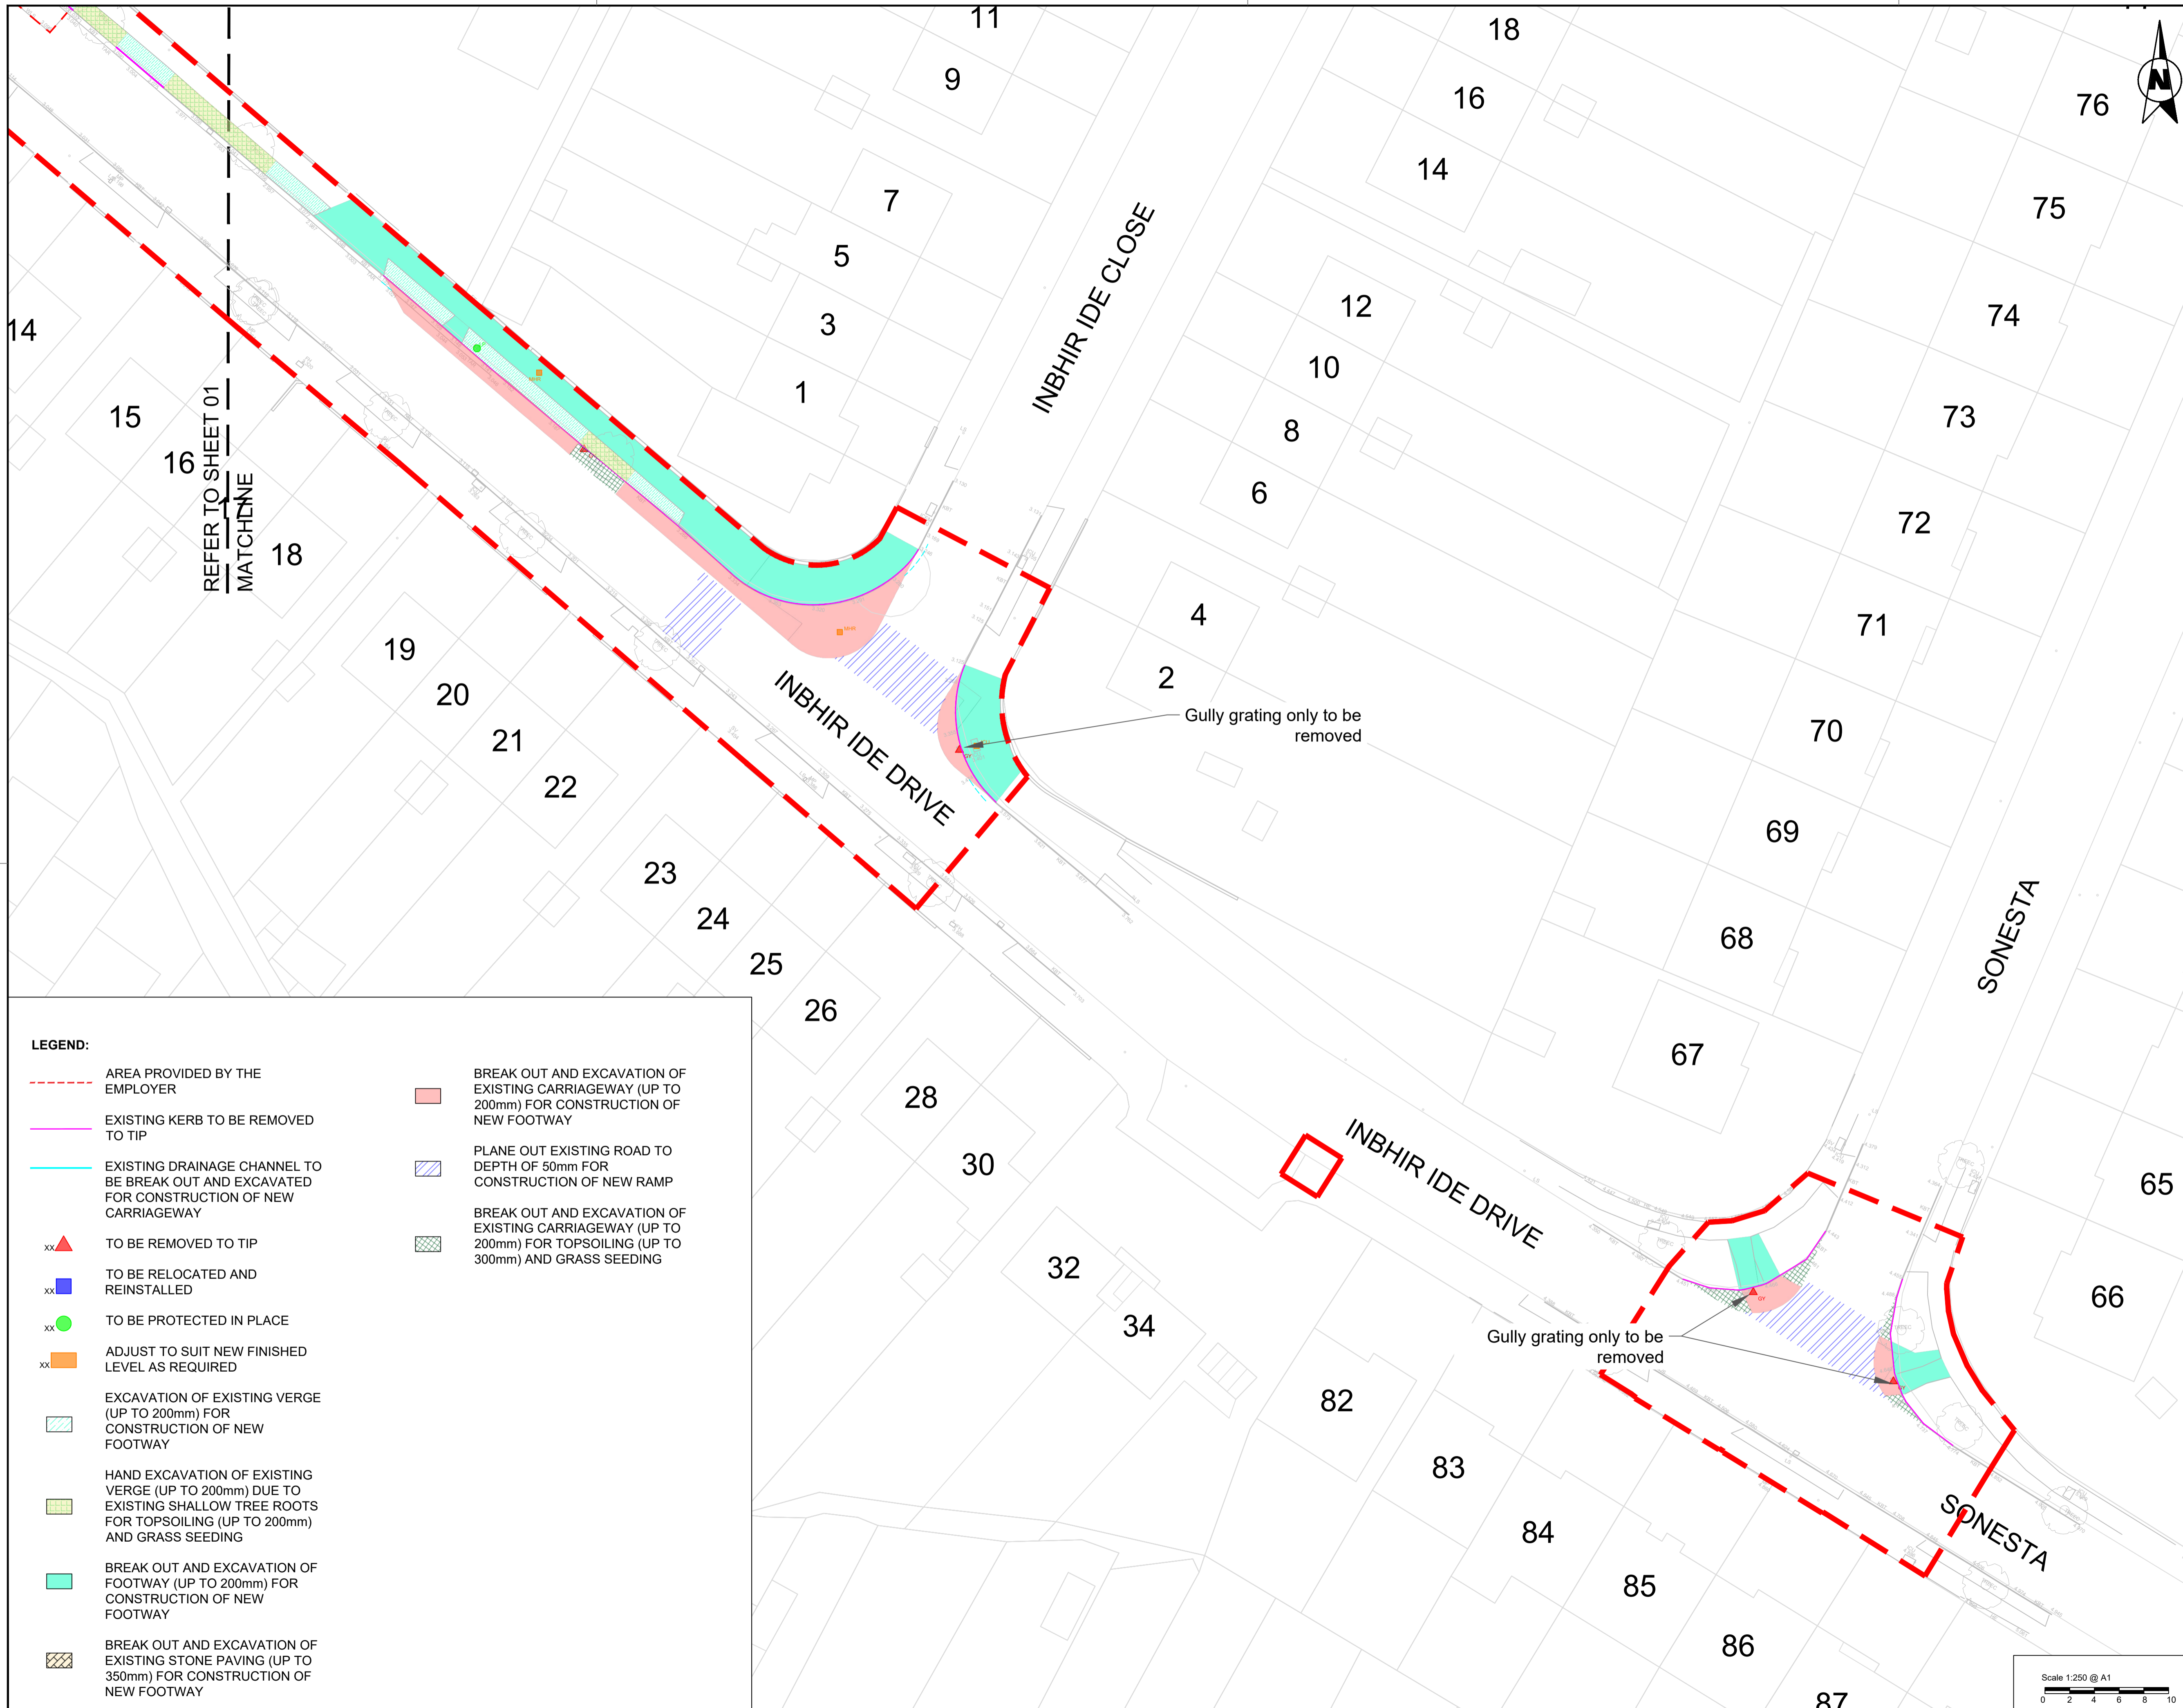 11
18
9
16
76
N
14
7
75
5
INBHIR IDE CLOSE
12
74
3
14
10
1
73
15
8
16
REFER TO SHEET 01
MATCHLINE
17
6
72
18
4
71
19
2
20
INBHIR IDE DRIVE
Gully grating only to be
removed
70
21
22
69
23
24
SONESTA
68
25
26
67
28
30
INBHIR IDE DRIVE
65
32
66
34
Gully grating only to be
removed
82
83
84
SONESTA
85
86
87
LEGEND:
AREA PROVIDED BY THE
EMPLOYER
EXISTING KERB TO BE REMOVED
TO TIP
EXISTING DRAINAGE CHANNEL TO
BE BREAK OUT AND EXCAVATED
FOR CONSTRUCTION OF NEW
CARRIAGEWAY
XX TO BE REMOVED TO TIP
XX TO BE RELOCATED AND
REINSTALLED
XX TO BE PROTECTED IN PLACE
XX ADJUST TO SUIT NEW FINISHED
LEVEL AS REQUIRED
EXCAVATION OF EXISTING VERGE
(UP TO 200mm) FOR
CONSTRUCTION OF NEW
FOOTWAY
HAND EXCAVATION OF EXISTING
VERGE (UP TO 200mm) DUE TO
EXISTING SHALLOW TREE ROOTS
FOR TOPSOILING (UP TO 200mm)
AND GRASS SEEDING
BREAK OUT AND EXCAVATION OF
FOOTWAY (UP TO 200mm) FOR
CONSTRUCTION OF NEW
FOOTWAY
BREAK OUT AND EXCAVATION OF
EXISTING STONE PAVING (UP TO
350mm) FOR CONSTRUCTION OF
NEW FOOTWAY
BREAK OUT AND EXCAVATION OF
EXISTING CARRIAGEWAY (UP TO
200mm) FOR CONSTRUCTION OF
NEW FOOTWAY
PLANE OUT EXISTING ROAD TO
DEPTH OF 50mm FOR
CONSTRUCTION OF NEW RAMP
BREAK OUT AND EXCAVATION OF
EXISTING CARRIAGEWAY (UP TO
200mm) FOR TOPSOILING (UP TO
300mm) AND GRASS SEEDING
Scale 1:250 @ A1
0 2 4 6 8 10